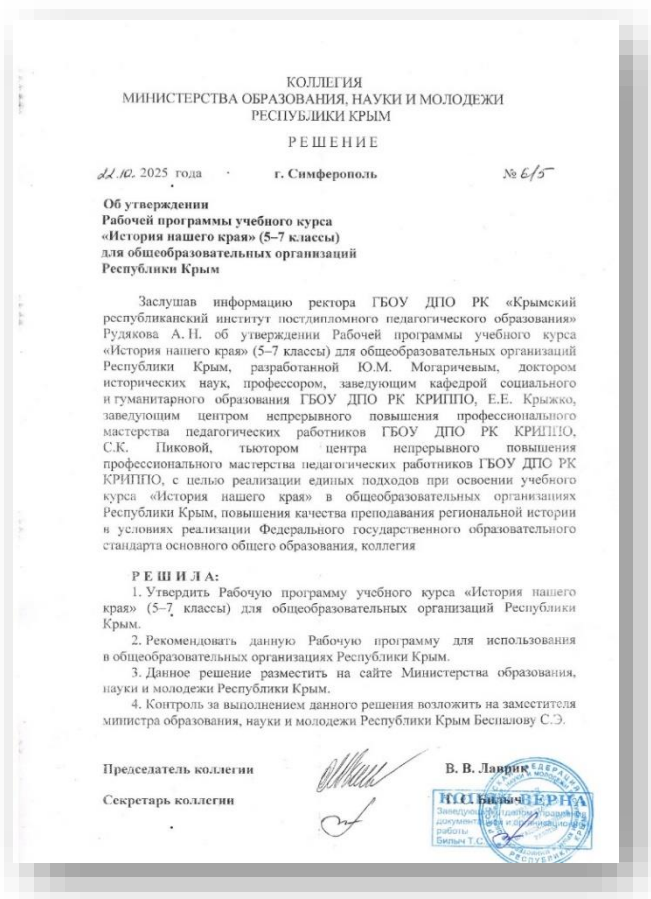 КОЛЛЕГИЯ
МИНИСТЕРСТВА ОБРАЗОВАНИЯ, НАУКИ И МОЛОДЕЖИ
РЕСПУБЛИКИ КРЫМ
РЕШЕНИЕ
22.10. 2025 года г. Симферополь № 6/5
Об утверждении
Рабочей программы учебного курса
«История нашего края» (5–7 классы)
для общеобразовательных организаций
Республики Крым
Заслушав информацию ректора ГБОУ ДПО РК «Крымский
республиканский институт постдипломного педагогического образования»
Рудякова А. Н. об утверждении Рабочей программы учебного курса
«История нашего края» (5–7 классы) для общеобразовательных организаций
Республики Крым, разработанной Ю.М. Могаричевым, доктором
исторических наук, профессором, заведующим кафедрой социального
и гуманитарного образования ГБОУ ДПО РК КРИППО, Е.Е. Крыжко,
заведующим центром непрерывного повышения профессионального
мастерства педагогических работников ГБОУ ДПО РК КРИППО,
С.К. Пиковой, тьютором центра непрерывного повышения
профессионального мастерства педагогических работников ГБОУ ДПО РК
КРИППО, с целью реализации единых подходов при освоении учебного
курса «История нашего края» в общеобразовательных организациях
Республики Крым, повышения качества преподавания региональной истории
в условиях реализации Федерального государственного образовательного
стандарта основного общего образования, коллегия
РЕШИЛА:
1. Утвердить Рабочую программу учебного курса «История нашего
края» (5–7 классы) для общеобразовательных организаций Республики
Крым.
2. Рекомендовать данную Рабочую программу для использования
в общеобразовательных организациях Республики Крым.
3. Данное решение разместить на сайте Министерства образования,
науки и молодежи Республики Крым.
4. Контроль за выполнением данного решения возложить на заместителя
министра образования, науки и молодежи Республики Крым Беспалову С.Э.
Председатель коллегии В. В. Лаврик
Секретарь коллегии Т. С. Билыч
КОПИЯ ВЕРНА
Заведующий отделом
работы
Билыч Т.С.